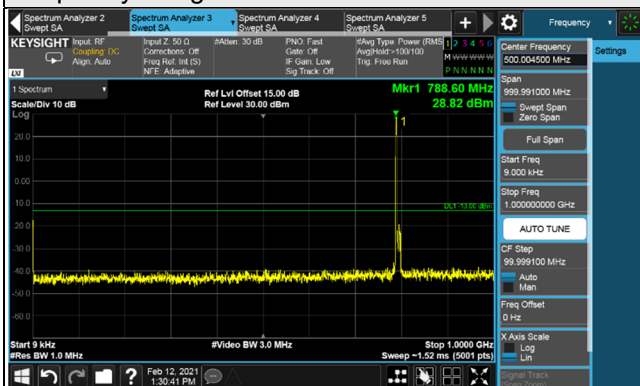 Spectrum Analyzer 2
Swept SA
Spectrum Analyzer 3
Swept SA
Spectrum Analyzer 4
Swept SA
Spectrum Analyzer 5
Swept SA
+
Frequency
KEYSIGHT
Input: RF
Coupling: DC
Align: Auto
Input Z: 50 Ω
Corrections: Off
Freq Ref: Int (S)
NFE: Adaptive
#Atten: 30 dB
PNO: Fast
Gate: Off
IF Gain: Low
Sig Track: Off
#Avg Type: Power (RMS
Avg|Hold:>100/100
Trig: Free Run
1 2 3 4 5 6
M W W W W W
P N N N N N
LXI
Center Frequency
500.004500 MHz
Settings
Span
999.991000 MHz
Swept Span
Zero Span
Full Span
Start Freq
9.000 kHz
Stop Freq
1.000000000 GHz
AUTO TUNE
CF Step
99.999100 MHz
Auto
Man
Freq Offset
0 Hz
X Axis Scale
Log
Lin
Signal Track
(Span Zoom)
1 Spectrum
Scale/Div 10 dB
Log
Ref Lvl Offset 15.00 dB
Ref Level 30.00 dBm
Mkr1 788.60 MHz
28.82 dBm
1
20.0
10.0
0.00
-10.0
-20.0
-30.0
-40.0
-50.0
-60.0
DL1 -13.00 dBm
Start 9 kHz
#Res BW 1.0 MHz
#Video BW 3.0 MHz
Stop 1.0000 GHz
Sweep ~1.52 ms (5001 pts)
?
Feb 12, 2021
1:30:41 PM